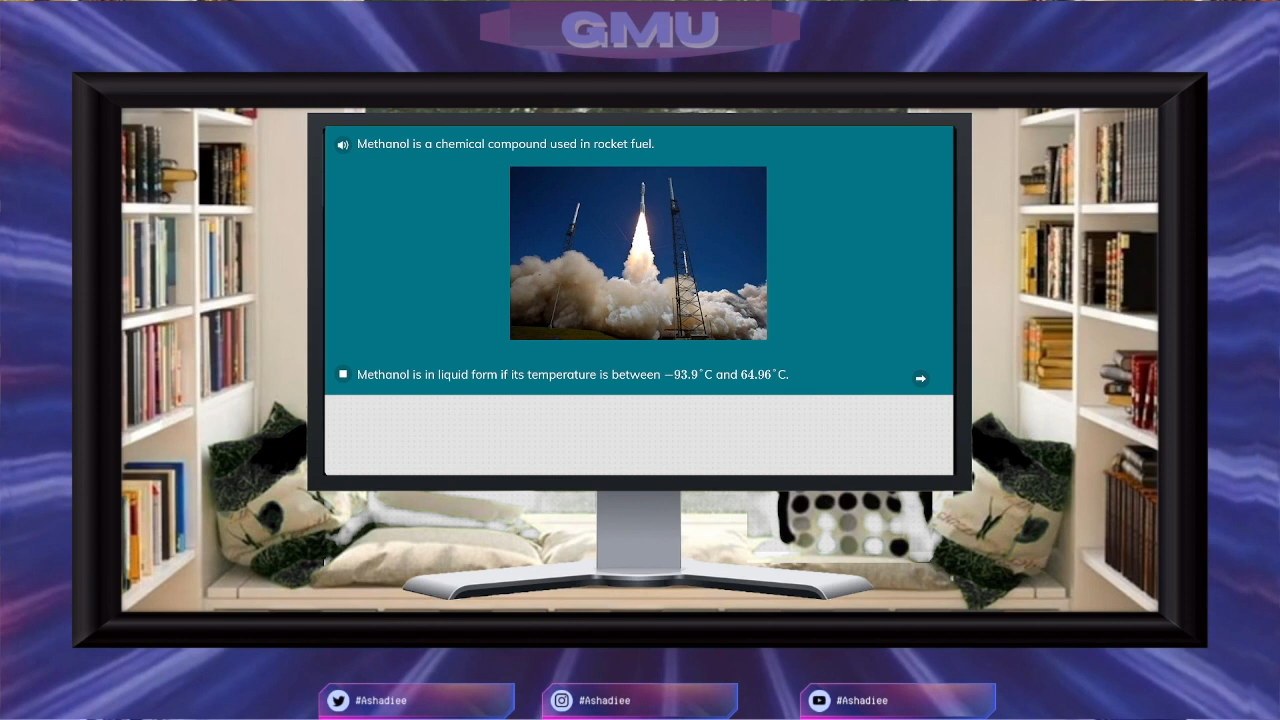 GMU
Methanol is a chemical compound used in rocket fuel.
Methanol is in liquid form if its temperature is between −93.9˚C and 64.96˚C.
#Ashadiee
#Ashadiee
#Ashadiee